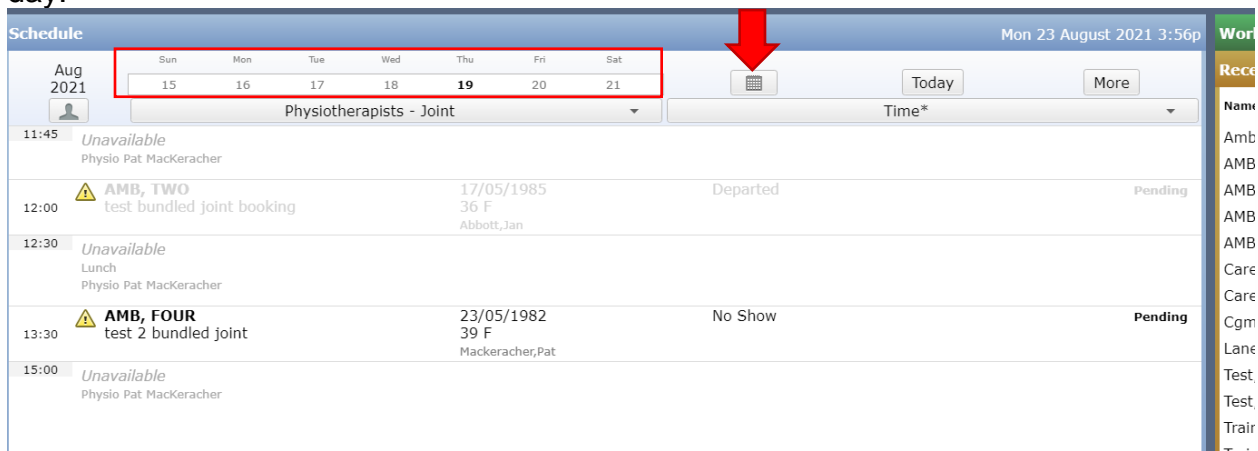 day.
Schedule Mon 23 August 2021 3:56p
Sun Mon Tue Wed Thu Fri Sat
Aug
2021
15 16 17 18 19 20 21
Today More
Physiotherapists - Joint Time*
11:45 Unavailable
Physio Pat MacKeracher
AMB, TWO 17/05/1985 Departed Pending
12:00 test bundled joint booking 36 F
Abbott,Jan
12:30 Unavailable
Lunch
Physio Pat MacKeracher
AMB, FOUR 23/05/1982 No Show Pending
13:30 test 2 bundled joint 39 F
Mackeracher,Pat
15:00 Unavailable
Physio Pat MacKeracher
Rece
Name
Amb
AMB
AMB
AMB
AMB
Care
Care
Cgm
Lane
Test,
Test,
Train